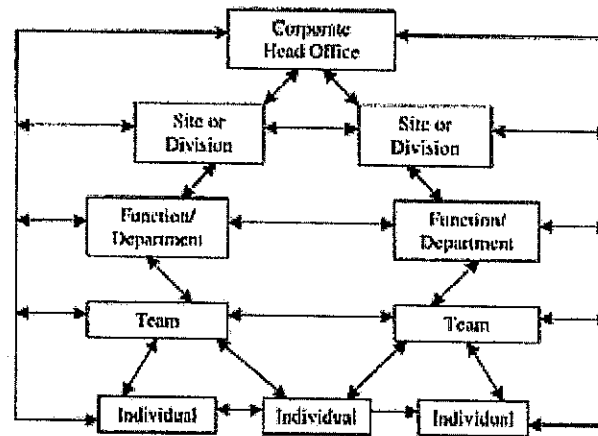 Corporate
Head Office
Site or
Division
Site or
Division
Function/
Department
Function/
Department
Team
Team
Individual
Individual
Individual